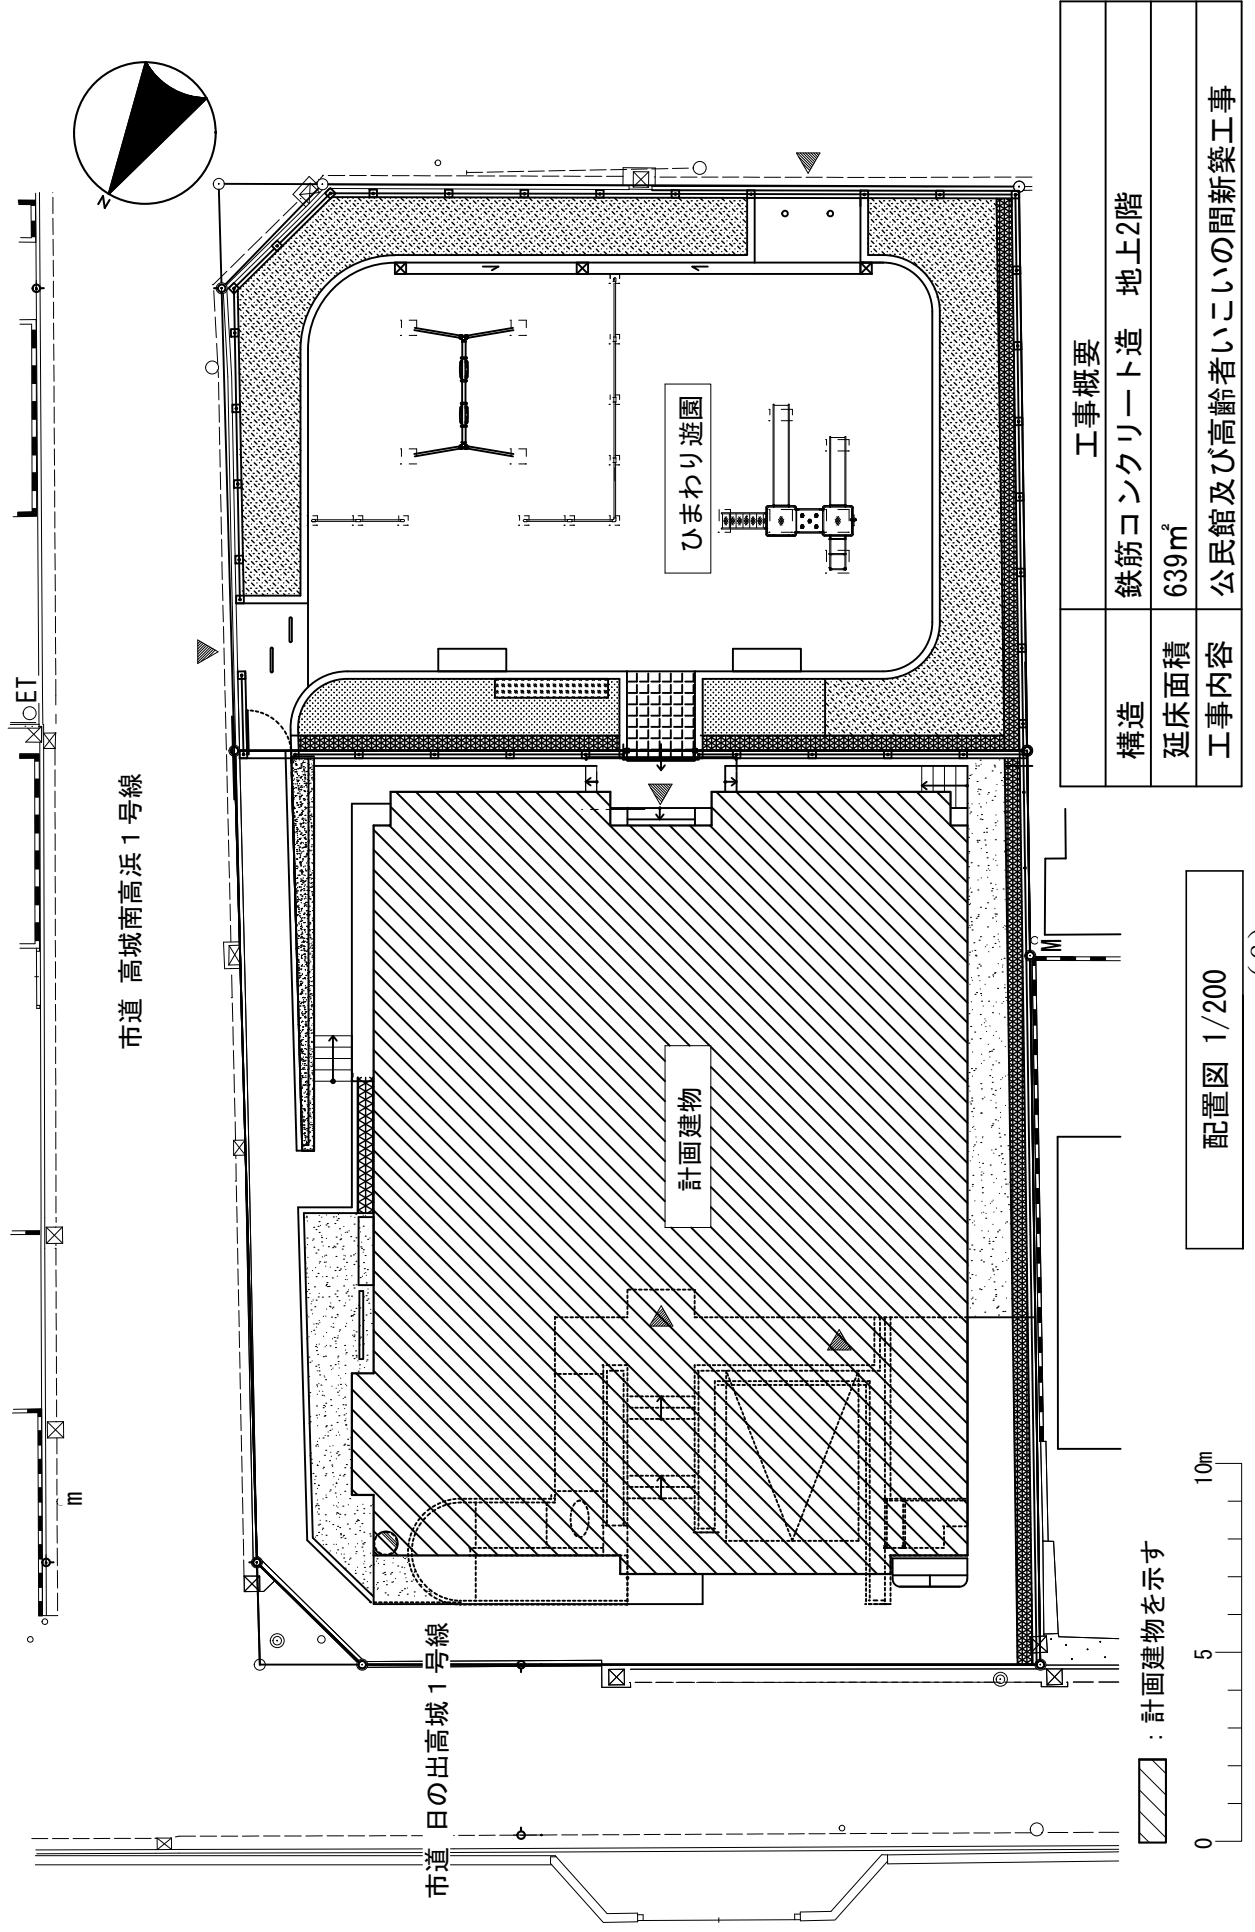 N
市道 高城南高浜１号線
ET
m
市道 日の出高城１号線
ひまわり遊園
計画建物
M
工事概要
構造 鉄筋コンクリート造 地上2階
延床面積 639㎡
工事内容 公民館及び高齢者いこいの間新築工事
配置図 1/200
：計画建物を示す
0 5 10m